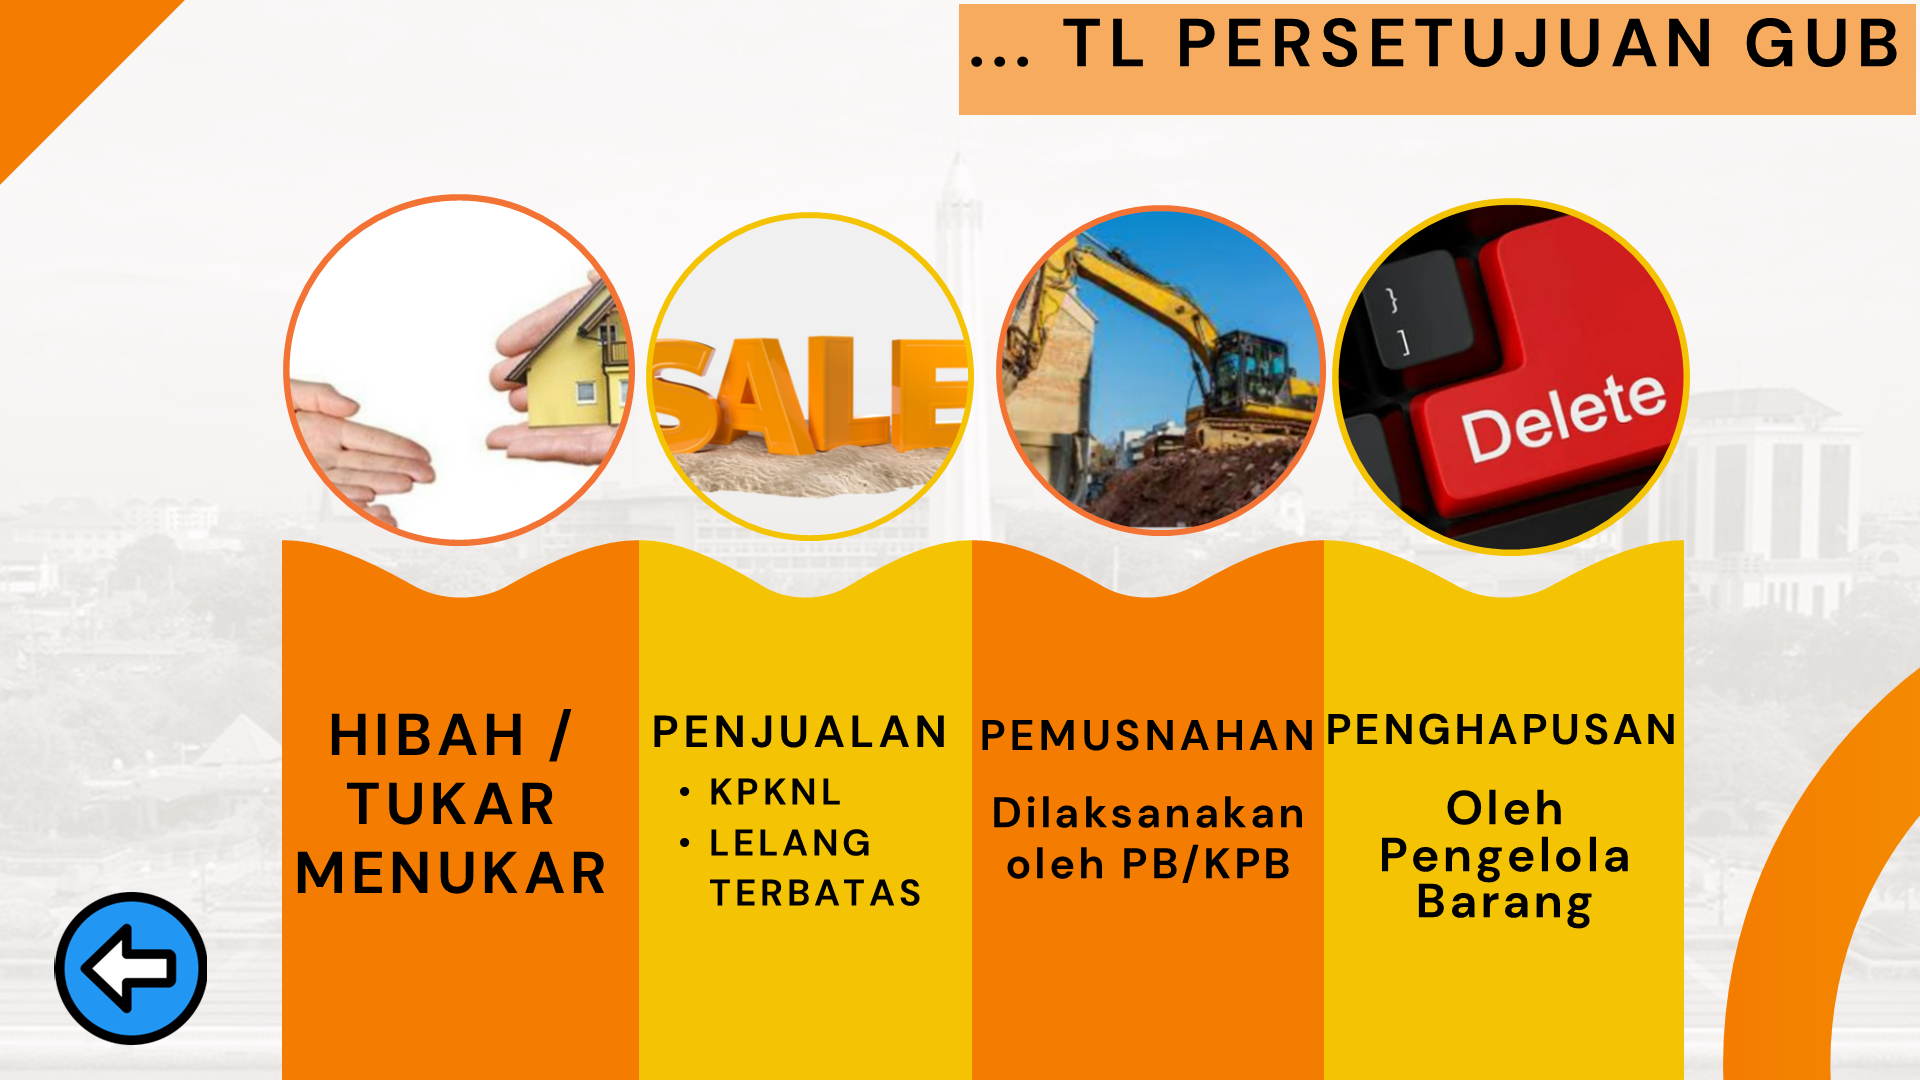 ... TL PERSETUJUAN GUB
SALE
}
]
Delete
HIBAH /
TUKAR
MENUKAR
PENJUALAN
• KPKNL
• LELANG
TERBATAS
PEMUSNAHAN
Dilaksanakan
oleh PB/KPB
PENGHAPUSAN
Oleh
Pengelola
Barang